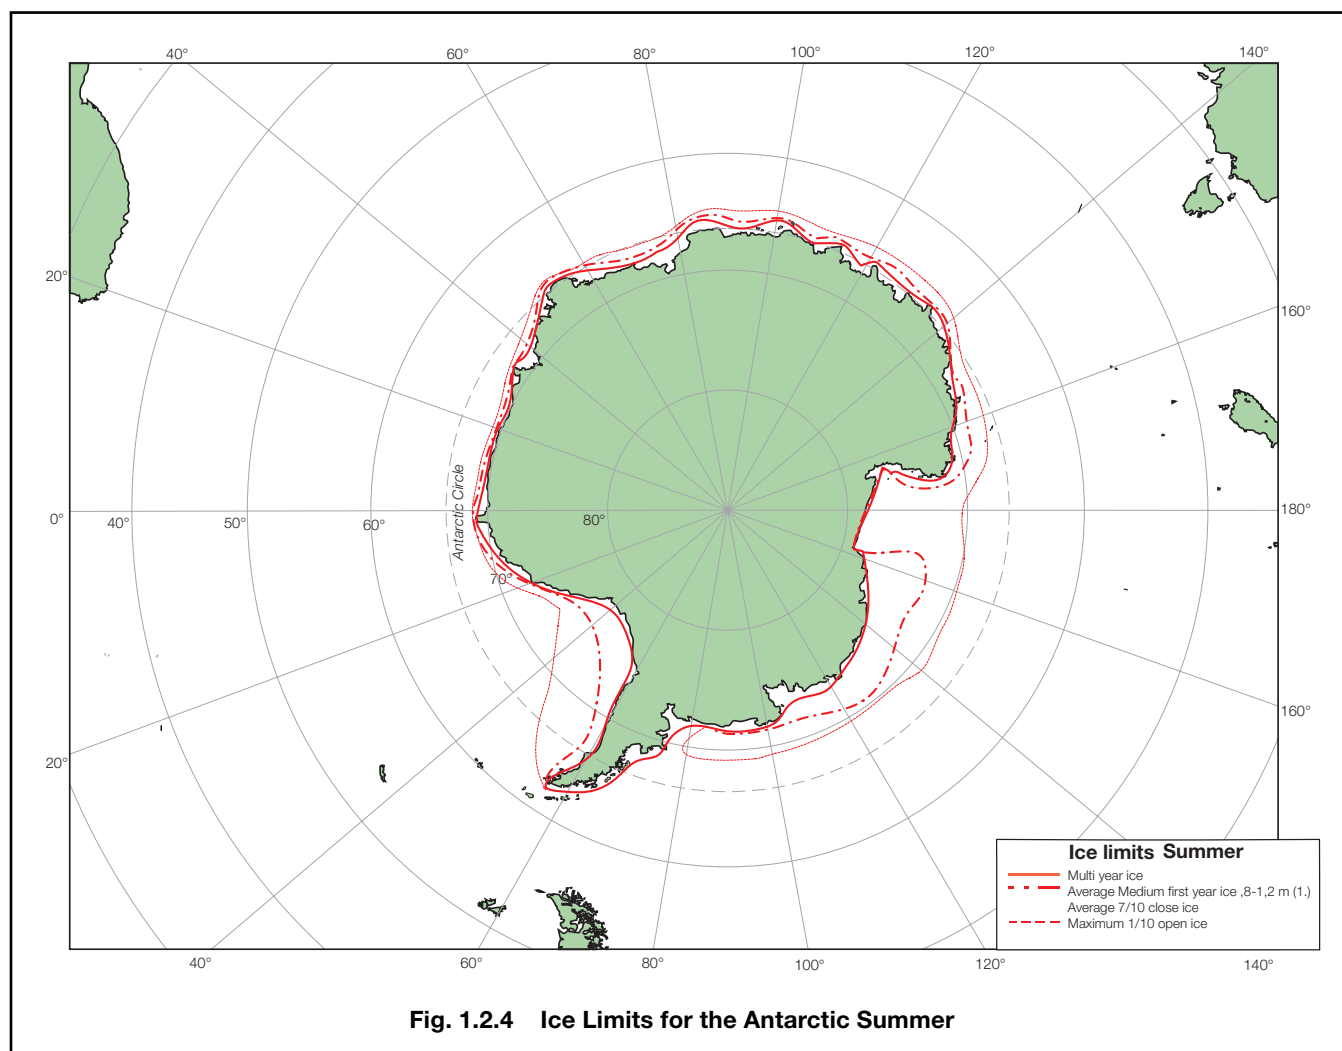 40° 60° 80° 100° 120° 140°
20°
160°
Antarctic Circle
0° 40° 50° 60° 80° 180°
70°
20°
160°
Ice limits Summer
Multi year ice
Average Medium first year ice ,8-1,2 m (1.)
Average 7/10 close ice
Maximum 1/10 open ice
40° 60° 80° 100° 120° 140°
Fig. 1.2.4 Ice Limits for the Antarctic Summer